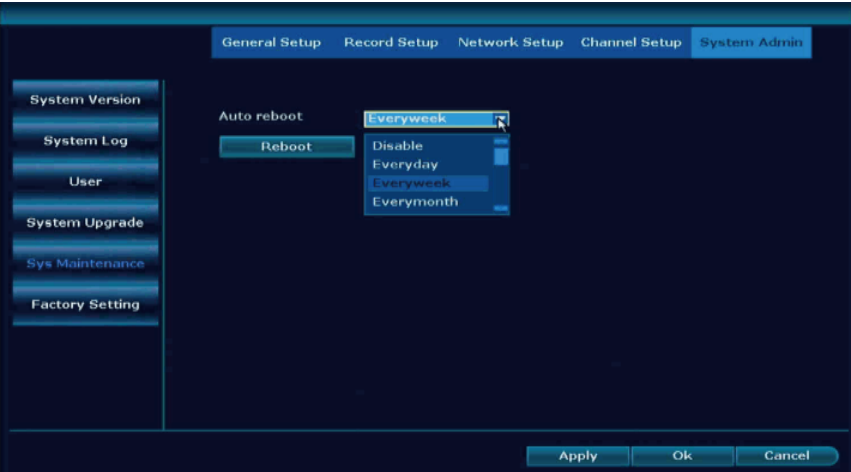 General Setup Record Setup Network Setup Channel Setup System Admin
System Version
System Log
User
System Upgrade
Sys Maintenance
Factory Setting
Auto reboot Everyweek
Reboot
Disable
Everyday
Everyweek
Everymonth
Apply Ok Cancel